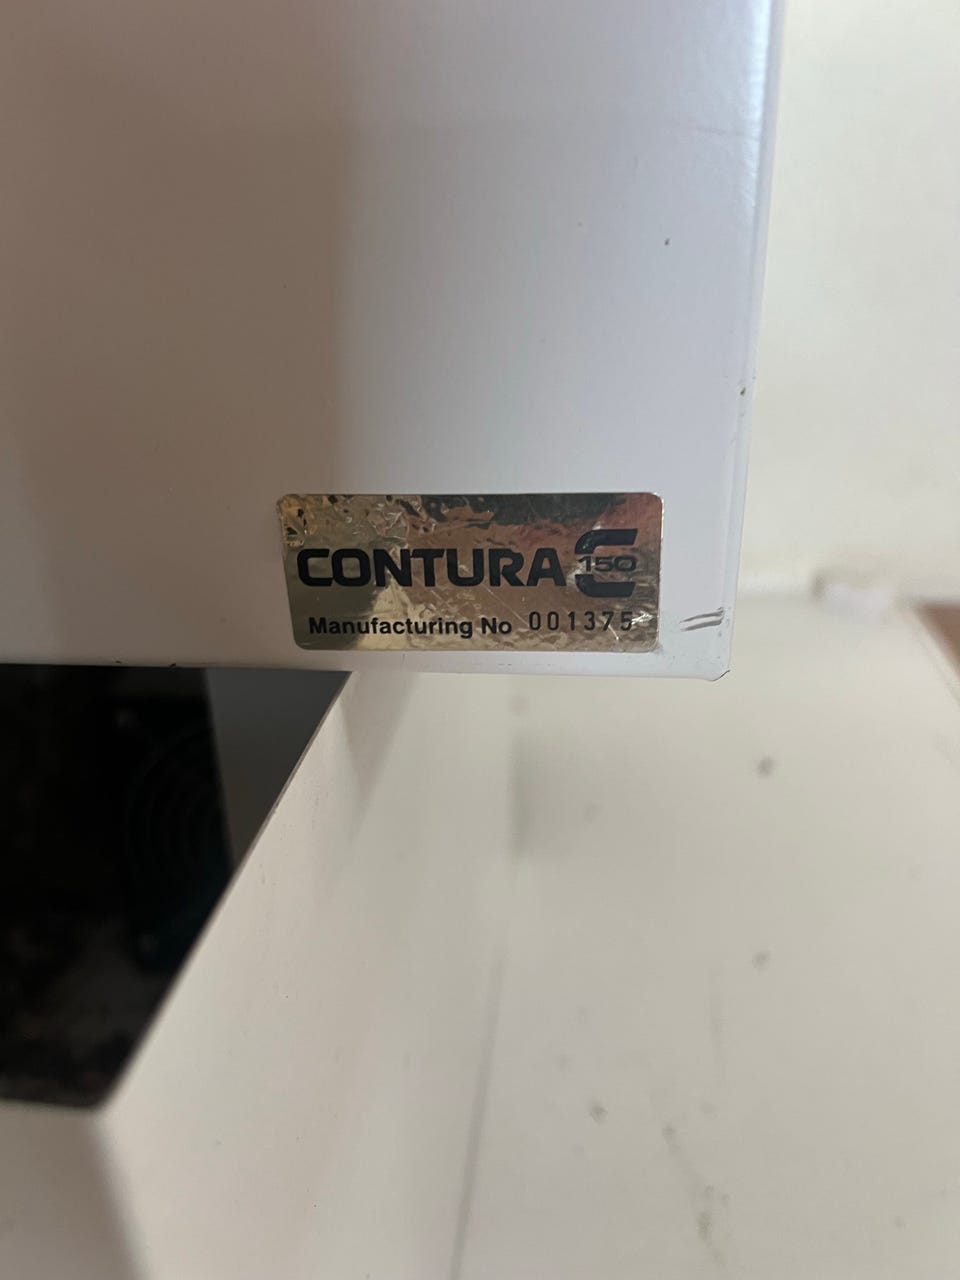 CONTURA 150
Manufacturing No 001375